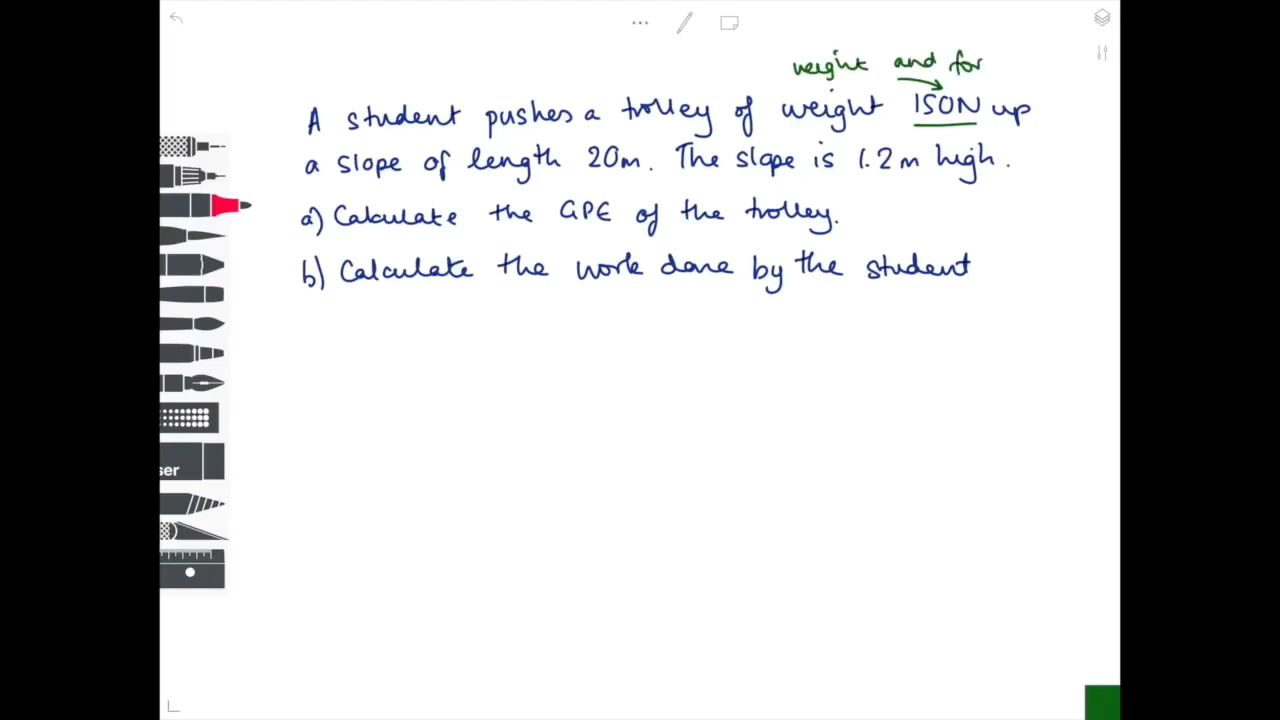 weight and for
A student pushes a trolley of weight 150N up
a slope of length 20m. The slope is 1.2m high.
a) Calculate the GPE of the trolley.
b) Calculate the work done by the student
ser